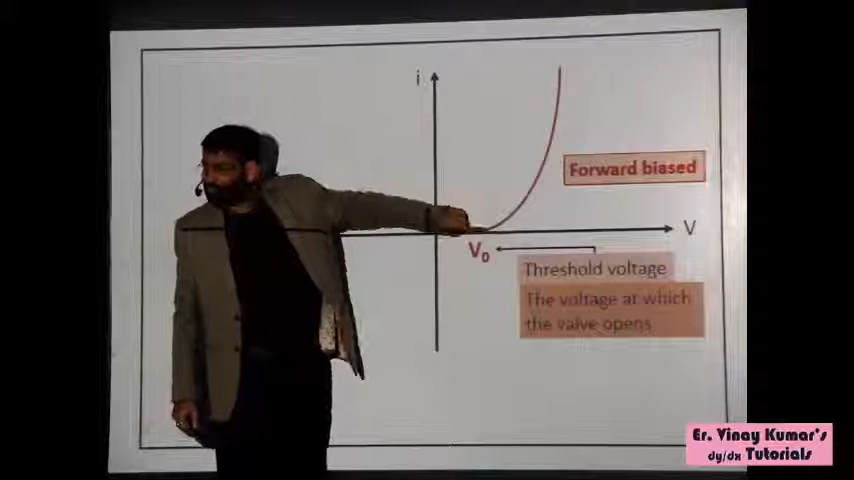 i
Forward biased
V
V₀
Threshold voltage
The voltage at which
the valve opens
Er. Vinay Kumar's
dy/dx Tutorials